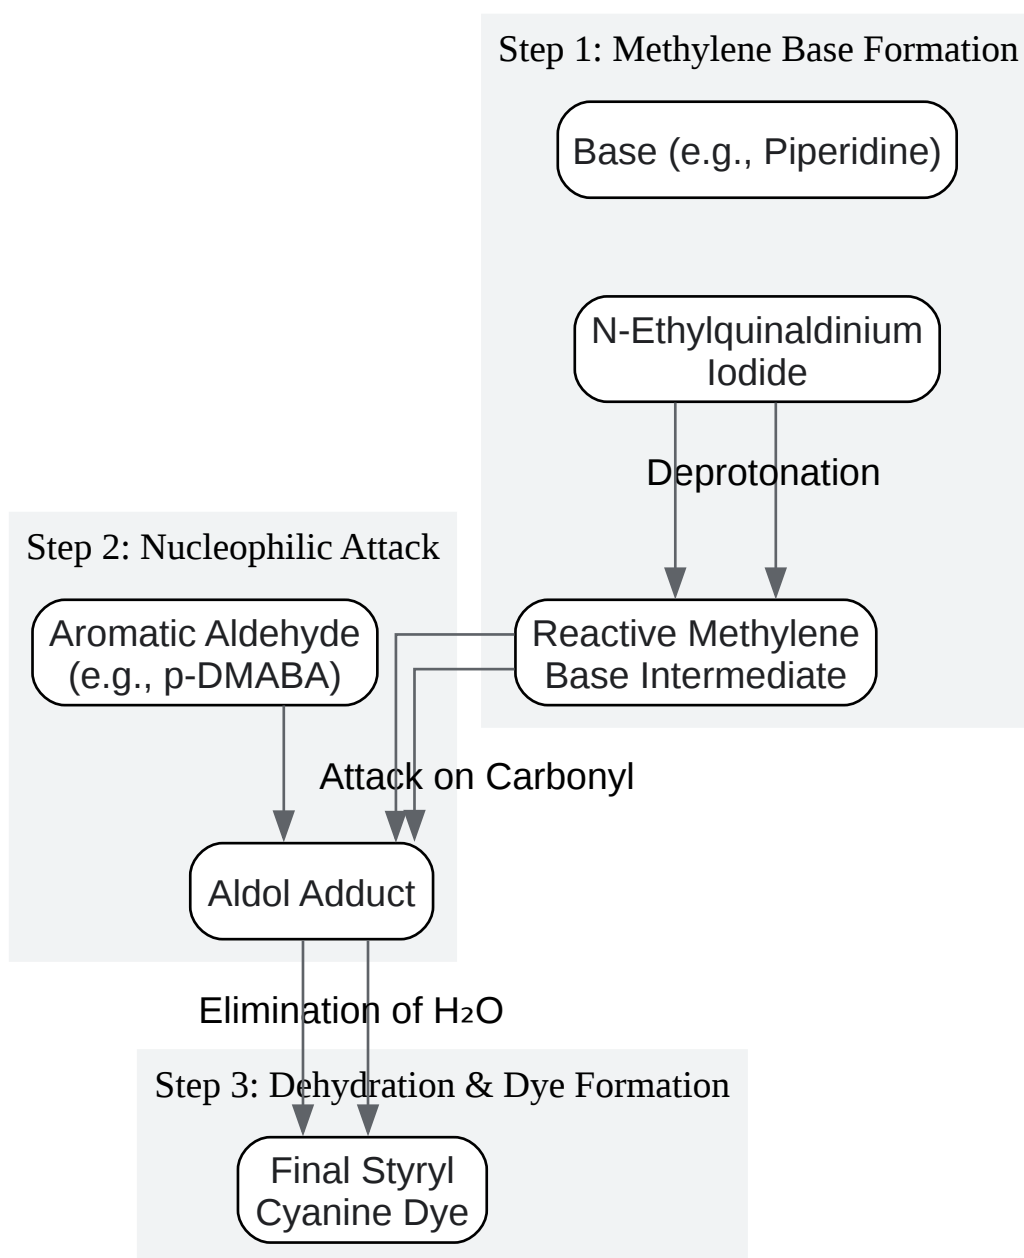 Step 1: Methylene Base Formation
Base (e.g., Piperidine)
N-Ethylquinaldinium
Iodide
Deprotonation
Step 2: Nucleophilic Attack
Aromatic Aldehyde
(e.g., p-DMABA)
Reactive Methylene
Base Intermediate
Attack on Carbonyl
Aldol Adduct
Elimination of H₂O
Step 3: Dehydration & Dye Formation
Final Styryl
Cyanine Dye